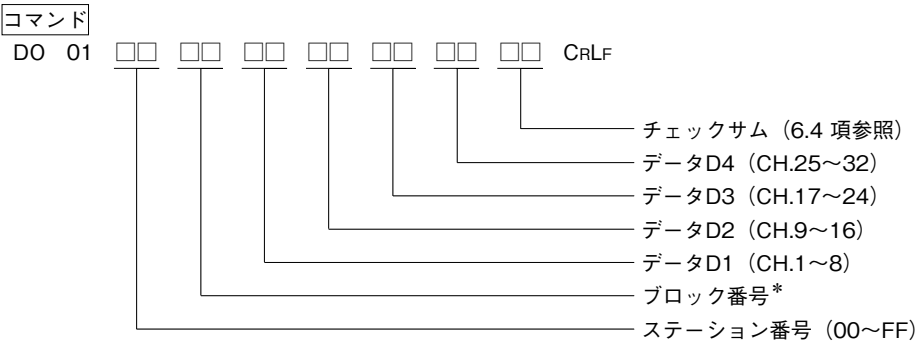 コマンド
DO 01 □□ □□ □□ □□ □□ □□ □□ CRLF
チェックサム（6.4 項参照）
データD4（CH.25～32）
データD3（CH.17～24）
データD2（CH.9～16）
データD1（CH.1～8）
ブロック番号*
ステーション番号（00～FF）